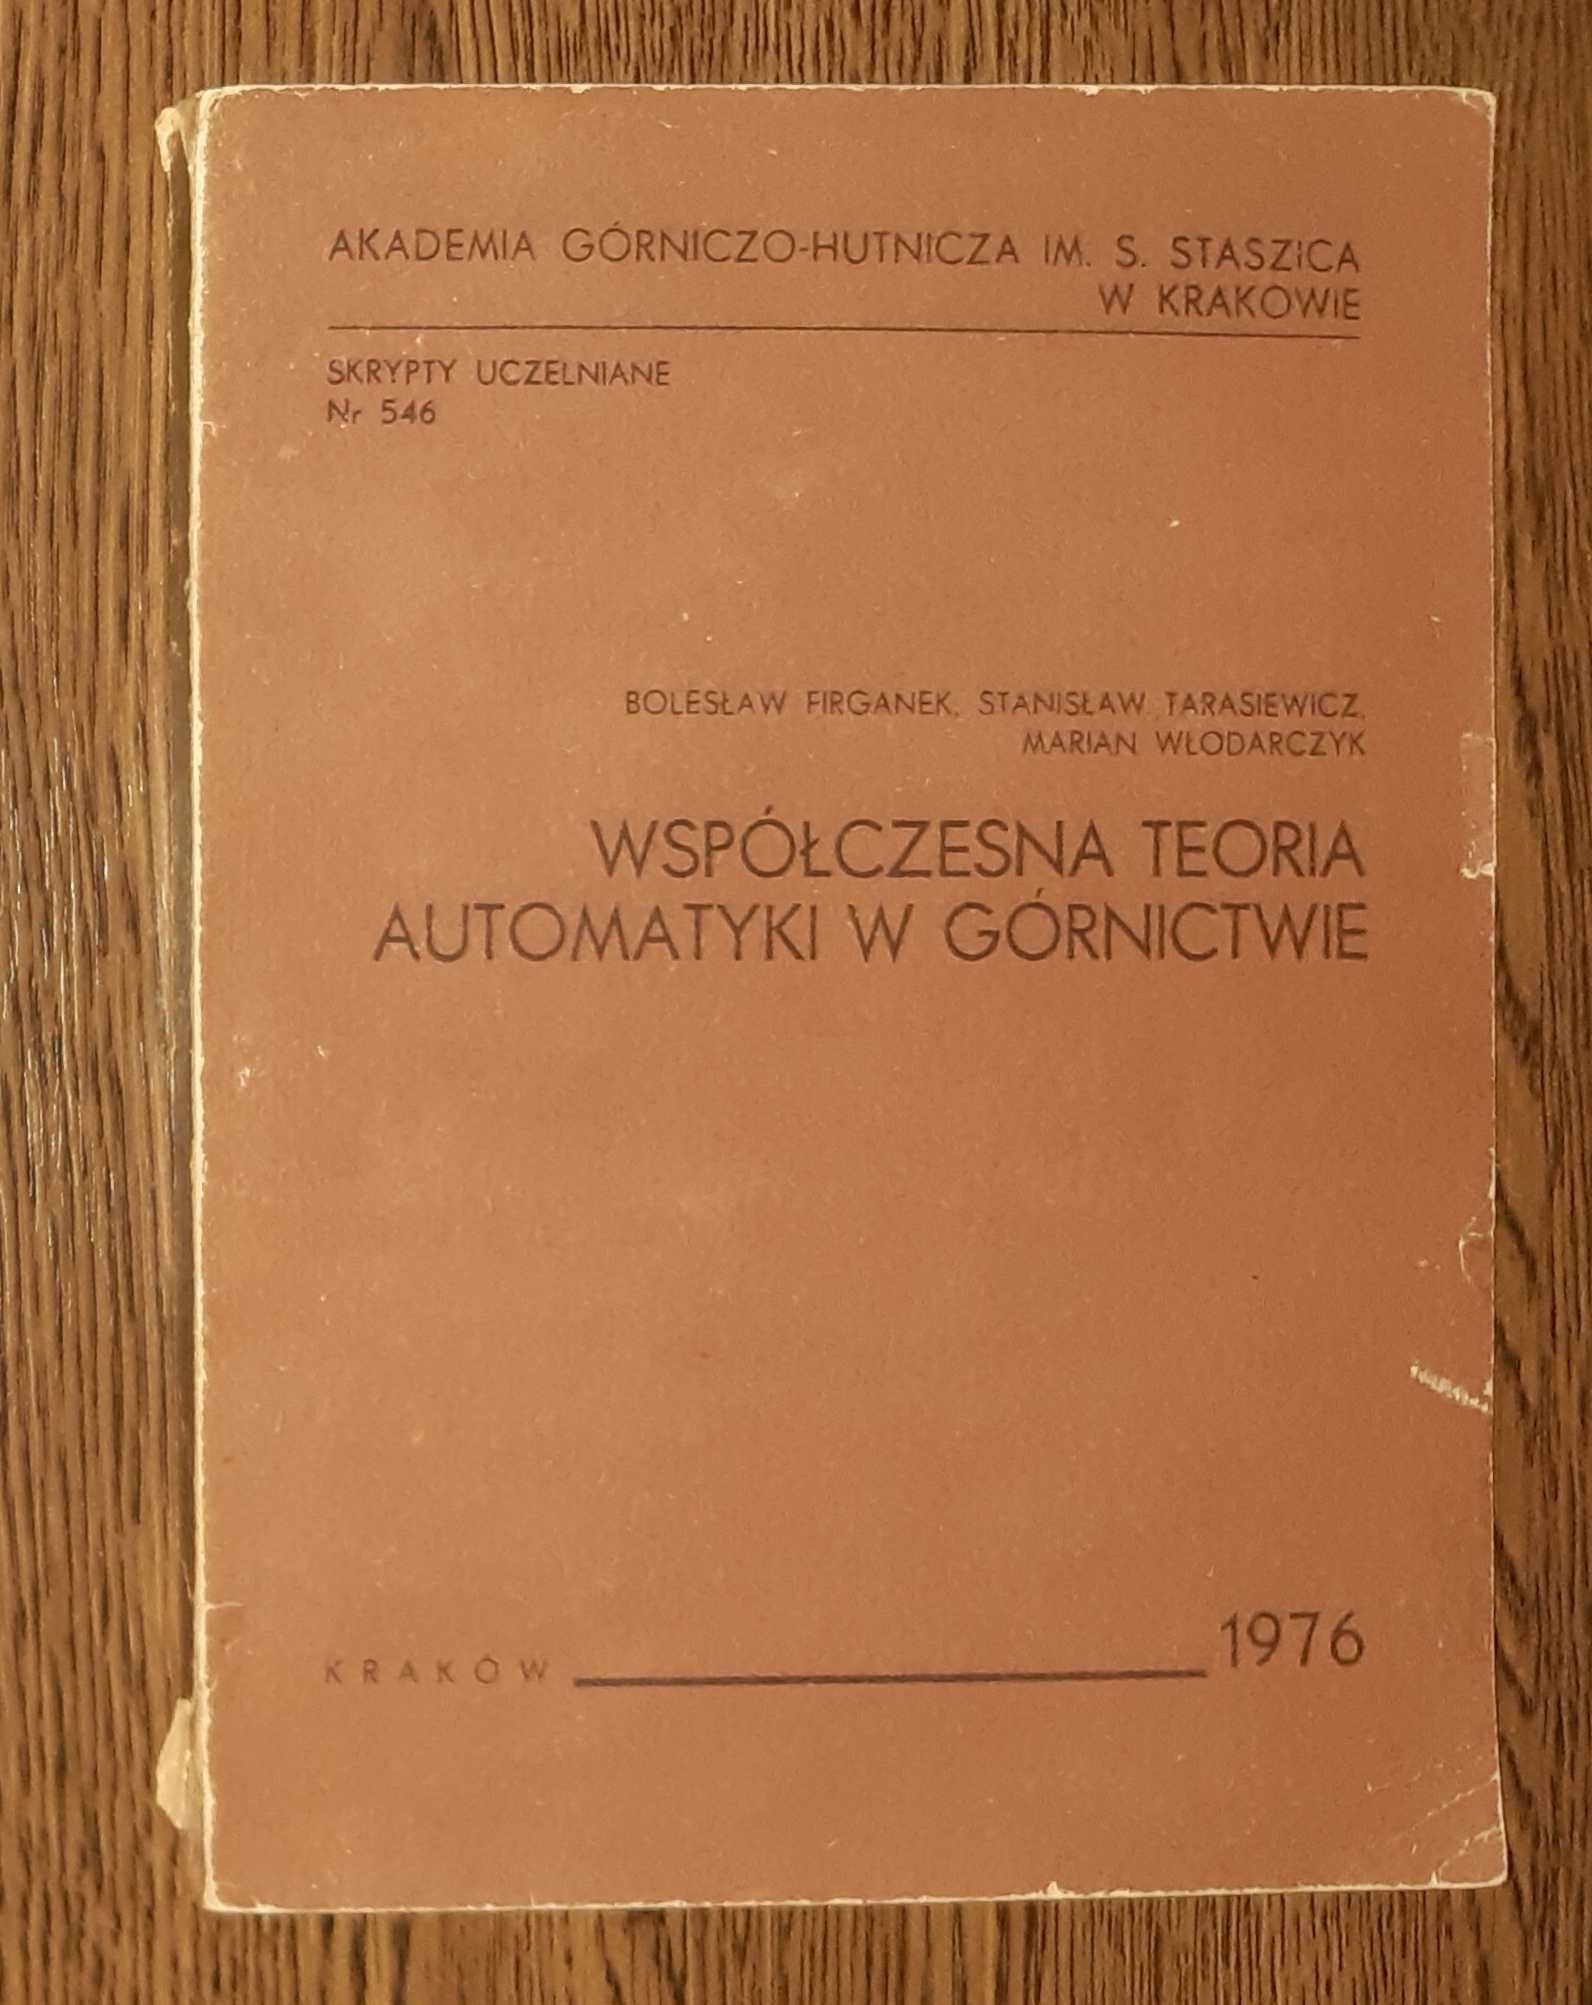 AKADEMIA GÓRNICZO-HUTNICZA IM. S. STASZICA
W KRAKOWIE
SKRYPTY UCZELNIANE
Nr 546
BOLESŁAW FIRGANEK, STANISŁAW TARASIEWICZ,
MARIAN WŁODARCZYK
WSPÓŁCZESNA TEORIA
AUTOMATYKI W GÓRNICTWIE
KRAKÓW 1976